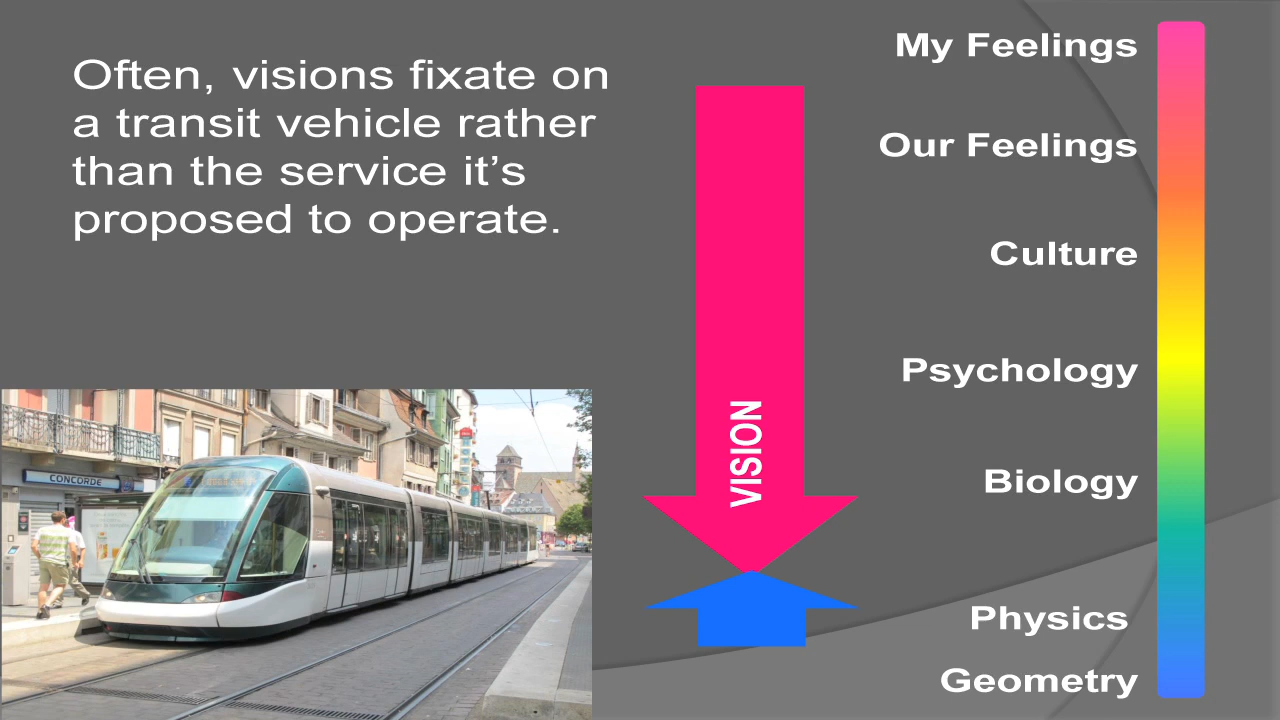 Often, visions fixate on
a transit vehicle rather
than the service it’s
proposed to operate.
CONCORDE
VISION
My Feelings
Our Feelings
Culture
Psychology
Biology
Physics
Geometry